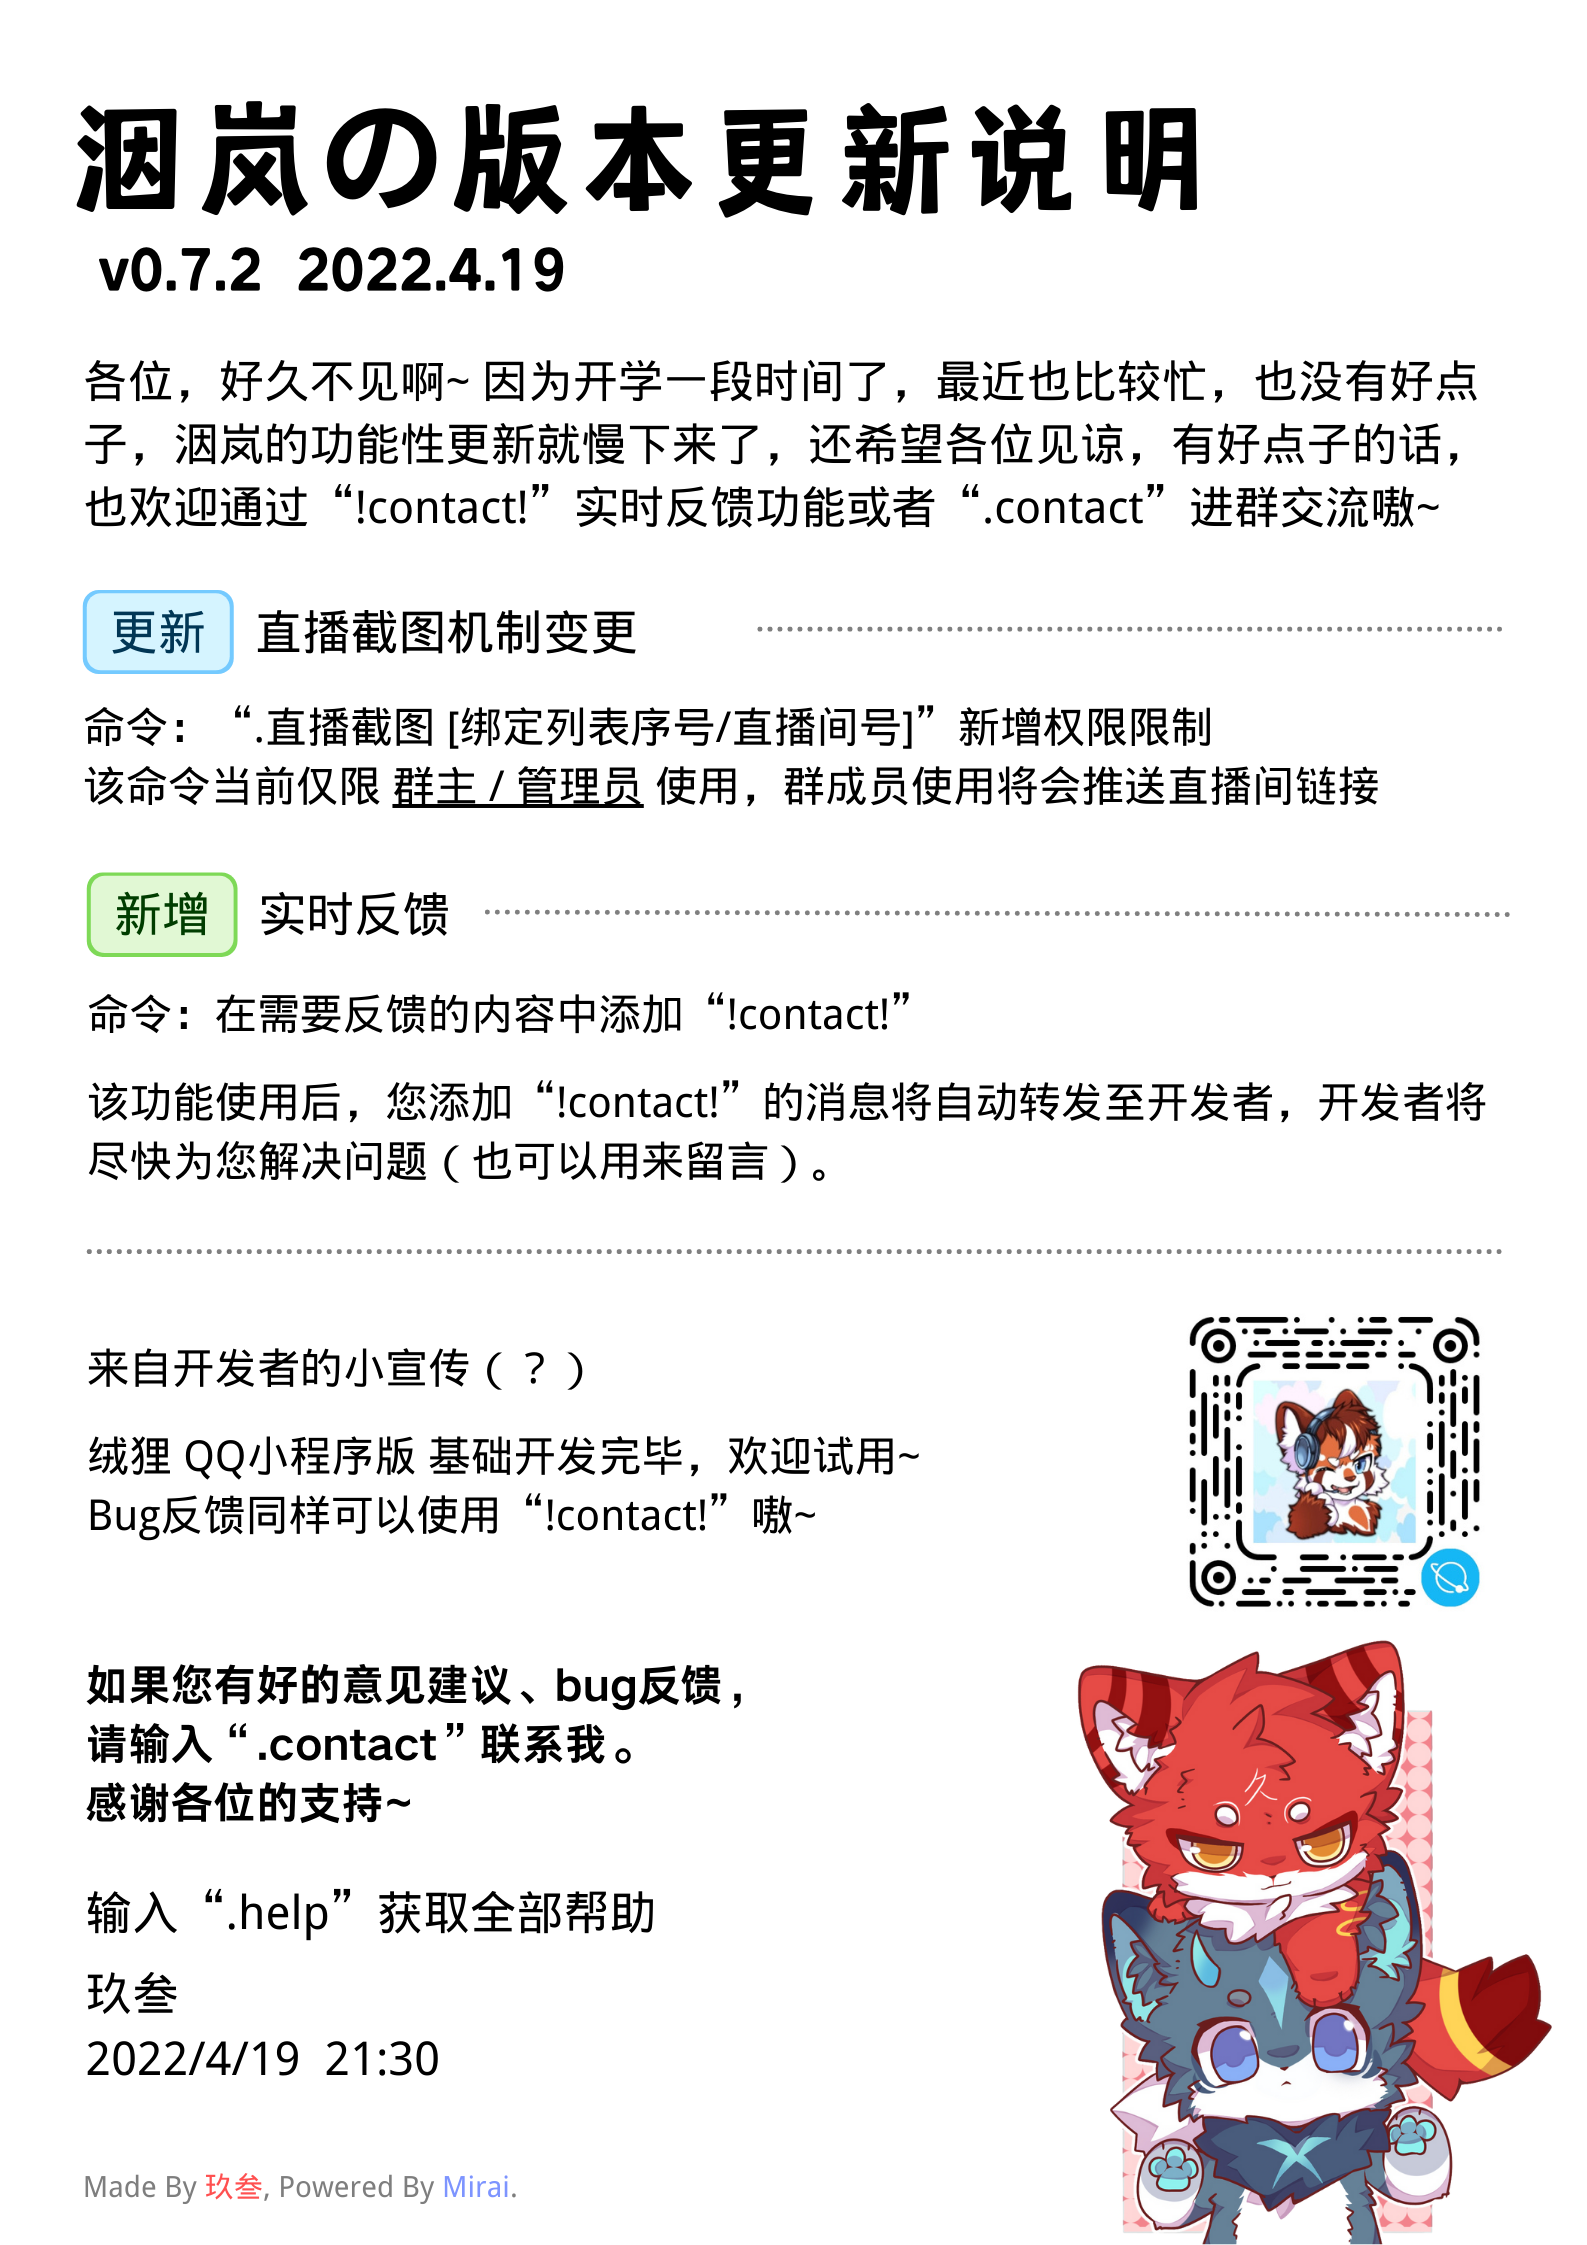 洇岚の版本更新说明
v0.7.2 2022.4.19
各位，好久不见啊~ 因为开学一段时间了，最近也比较忙，也没有好点
子，洇岚的功能性更新就慢下来了，还希望各位见谅，有好点子的话，
也欢迎通过“!contact!”实时反馈功能或者“.contact”进群交流嗷~
更新 直播截图机制变更
命令：“.直播截图 [绑定列表序号/直播间号]”新增权限限制
该命令当前仅限 群主 / 管理员 使用，群成员使用将会推送直播间链接
新增 实时反馈
命令：在需要反馈的内容中添加“!contact!”
该功能使用后，您添加“!contact!”的消息将自动转发至开发者，开发者将
尽快为您解决问题（也可以用来留言）。
来自开发者的小宣传（？）
绒狸 QQ小程序版 基础开发完毕，欢迎试用~
Bug反馈同样可以使用“!contact!”嗷~
如果您有好的意见建议、bug反馈，
请输入“.contact”联系我。
感谢各位的支持~
久
输入“.help”获取全部帮助
玖叁
2022/4/19 21:30
Made By 玖叁, Powered By Mirai.